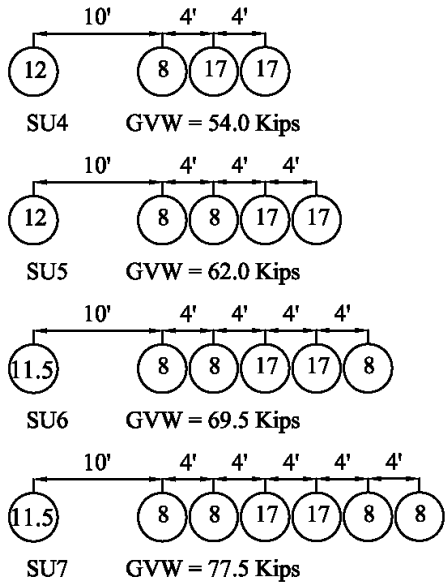 10' 4' 4'
12 8 17 17
SU4 GVW = 54.0 Kips
10' 4' 4' 4'
12 8 8 17 17
SU5 GVW = 62.0 Kips
10' 4' 4' 4' 4'
11.5 8 8 17 17 8
SU6 GVW = 69.5 Kips
10' 4' 4' 4' 4' 4'
11.5 8 8 17 17 8 8
SU7 GVW = 77.5 Kips